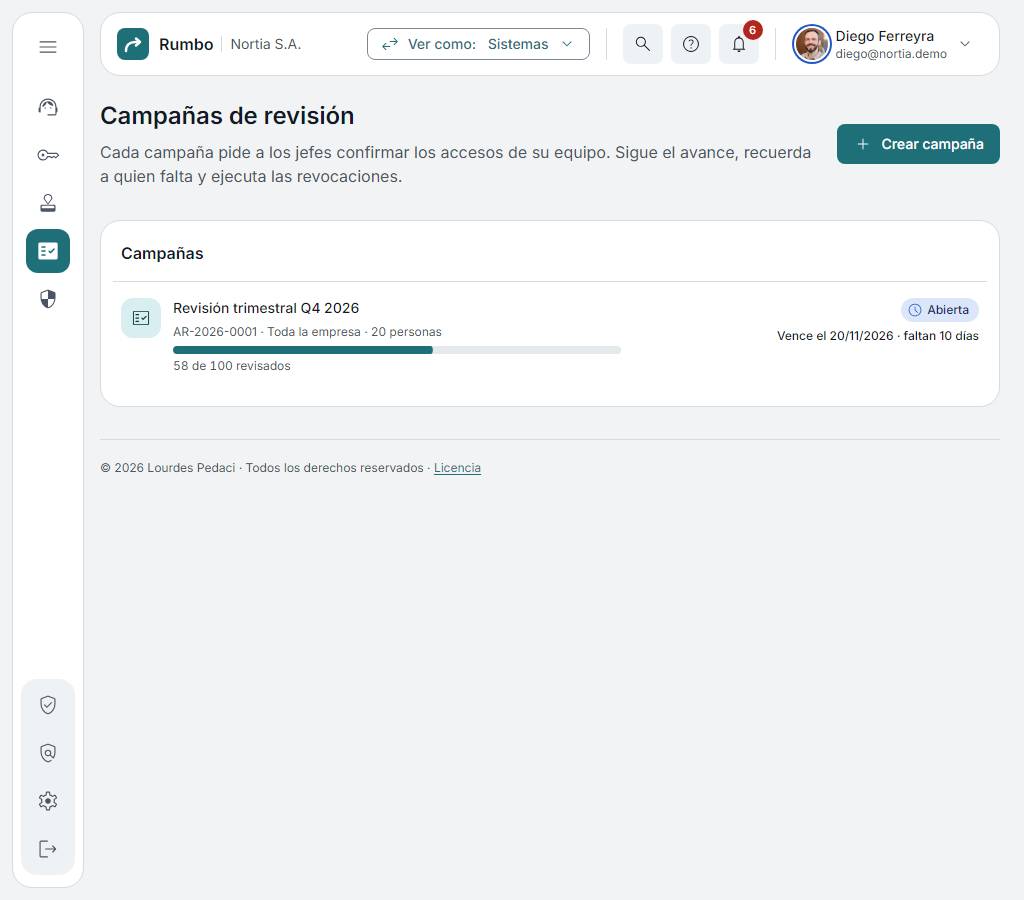 Rumbo
Nortia S.A.
Ver como: Sistemas
6
Diego Ferreyra
diego@nortia.demo
Campañas de revisión
Cada campaña pide a los jefes confirmar los accesos de su equipo. Sigue el avance, recuerda
a quien falta y ejecuta las revocaciones.
Crear campaña
Campañas
Revisión trimestral Q4 2026
AR-2026-0001 · Toda la empresa · 20 personas
58 de 100 revisados
Abierta
Vence el 20/11/2026 · faltan 10 días
© 2026 Lourdes Pedaci · Todos los derechos reservados · Licencia